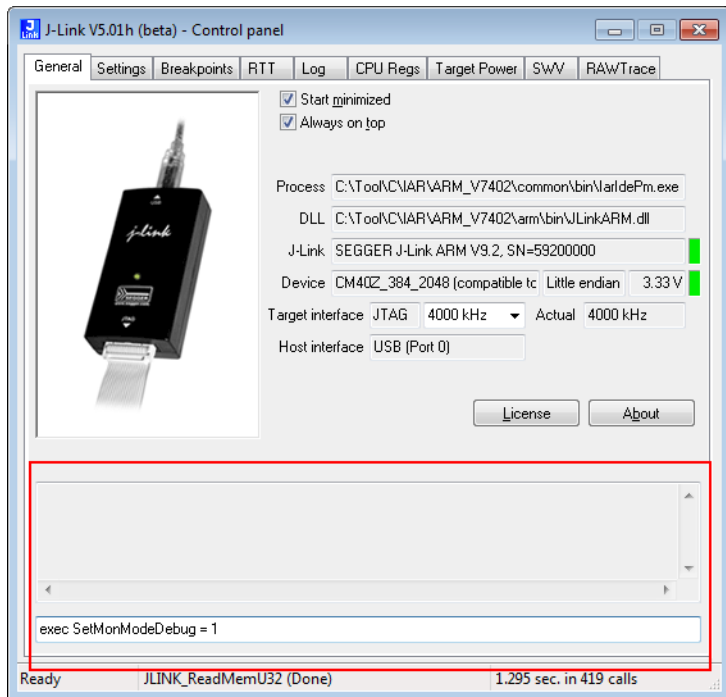 J-Link V5.01h (beta) - Control panel
General Settings Breakpoints RTT Log CPU Regs Target Power SWV RAWTrace
Start minimized
Always on top
Process C:\Tool\C\IAR\ARM_V7402\common\bin\IarIdePm.exe
DLL C:\Tool\C\IAR\ARM_V7402\arm\bin\JLinkARM.dll
J-Link SEGGER J-Link ARM V9.2, SN=59200000
Device CM40Z_384_2048 (compatible tc Little endian 3.33 V
Target interface JTAG 4000 kHz Actual 4000 kHz
Host interface USB (Port 0)
j-link
SEGGER
JTAG
License About
exec SetMonModeDebug = 1
Ready JLINK_ReadMemU32 (Done) 1.295 sec. in 419 calls